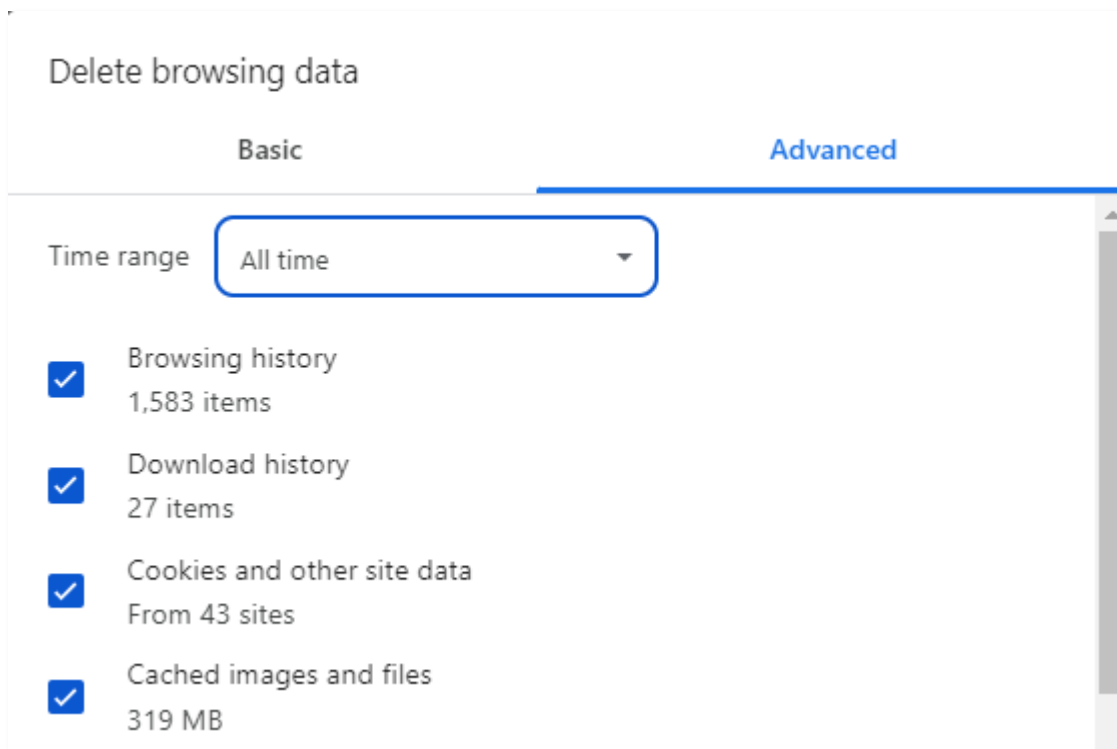 Delete browsing data
Basic
Advanced
Time range
All time
Browsing history
1,583 items
Download history
27 items
Cookies and other site data
From 43 sites
Cached images and files
319 MB